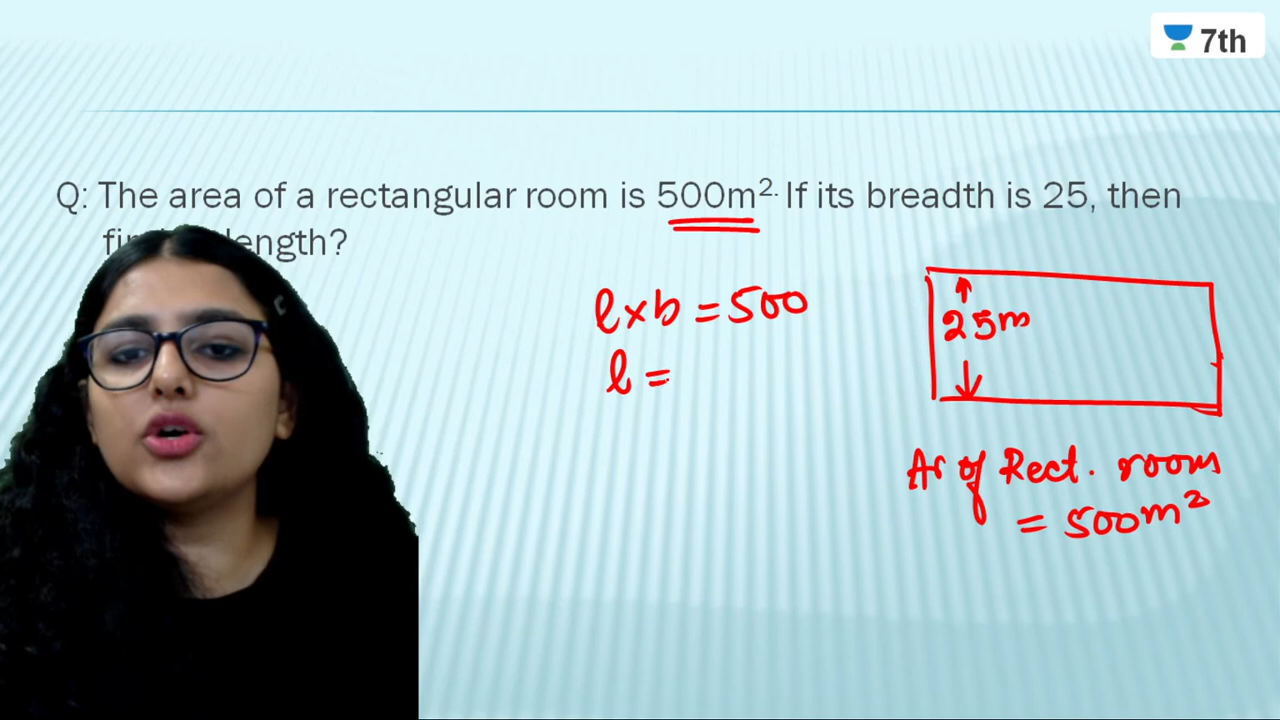 7th
Q: The area of a rectangular room is 500m². If its breadth is 25, then
length?
l×b = 500
l =
25m
Ar of Rect. room
= 500m²